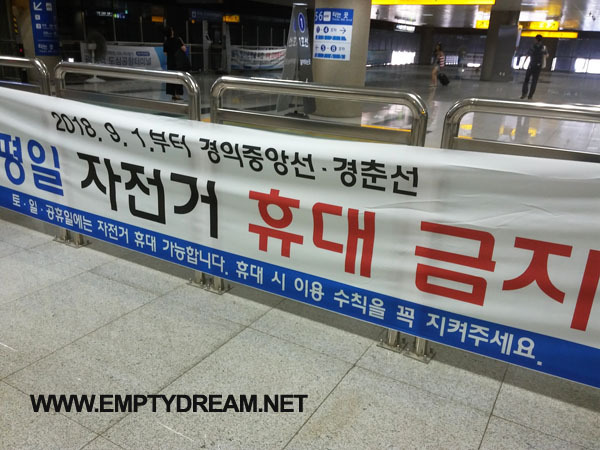 2018. 9. 1.부터 경의중앙선·경춘선
평일 자전거 휴대 금지
토·일·공휴일에는 자전거 휴대 가능합니다. 휴대 시 이용 수칙을 꼭 지켜주세요.
5·6
WWW.EMPTYDREAM.NET